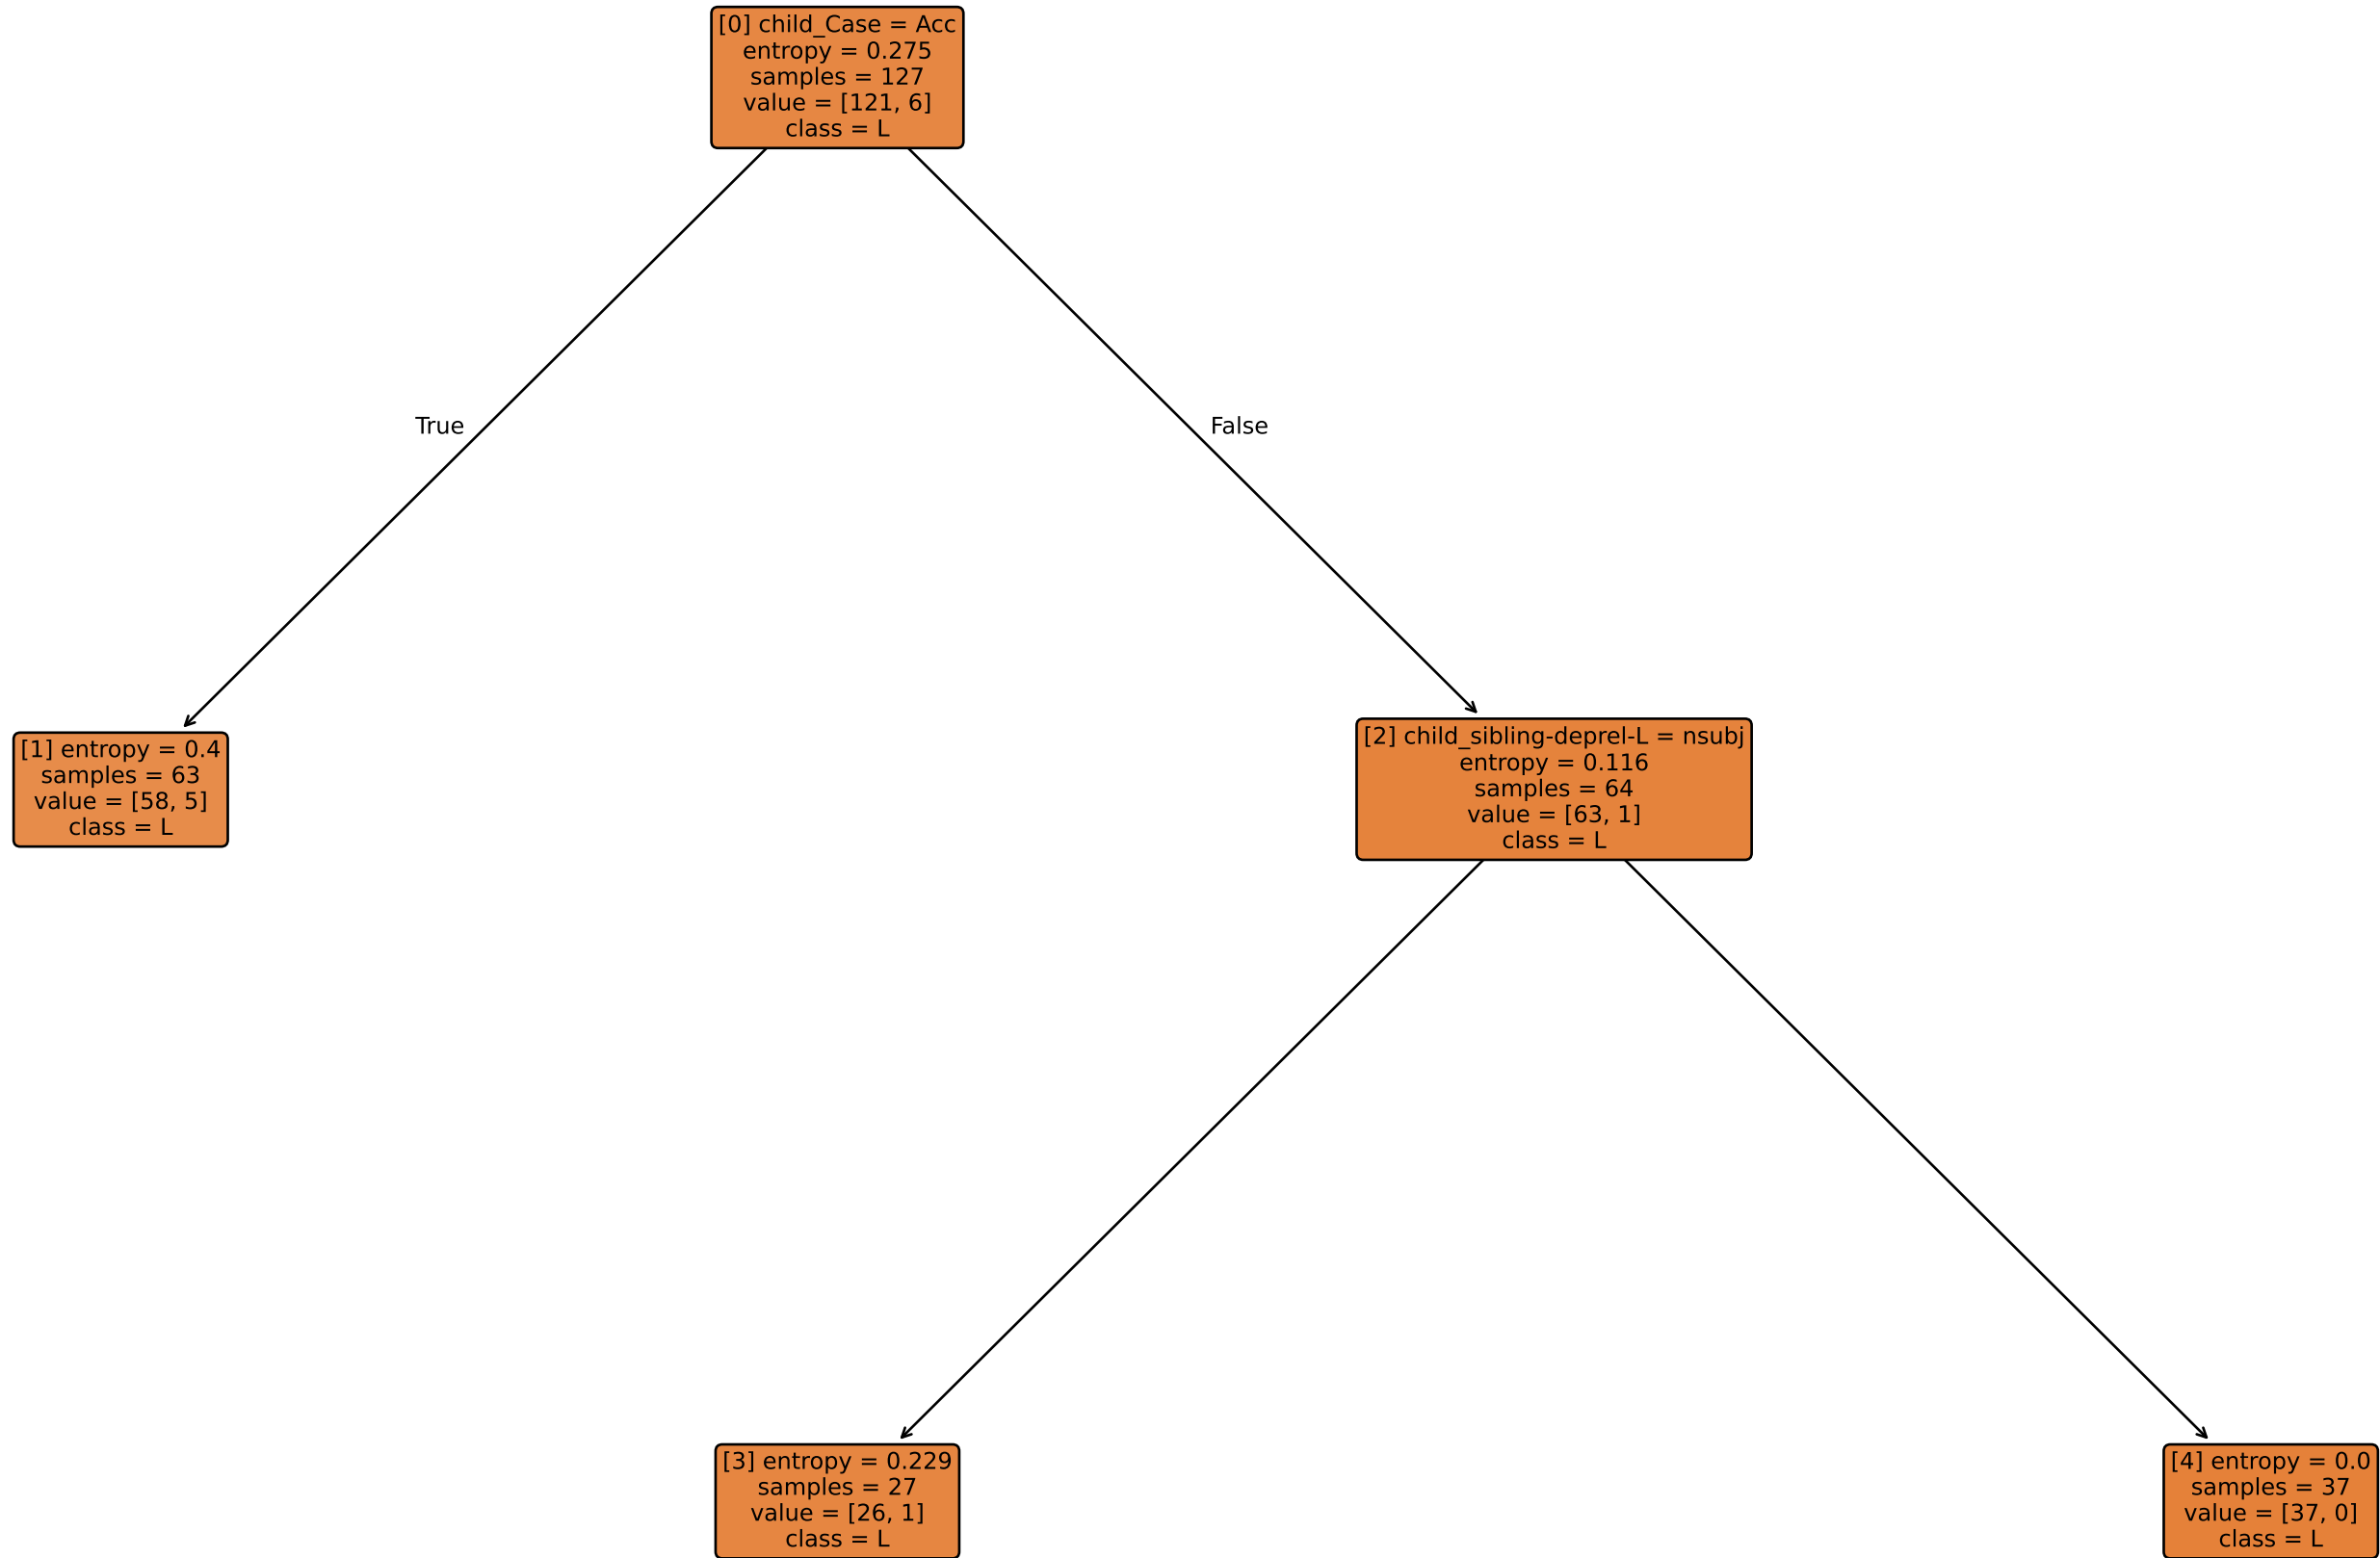 [0] child_Case = Acc
entropy = 0.275
samples = 127
value = [121, 6]
class = L
True
False
[1] entropy = 0.4
samples = 63
value = [58, 5]
class = L
[2] child_sibling-deprel-L = nsubj
entropy = 0.116
samples = 64
value = [63, 1]
class = L
[3] entropy = 0.229
samples = 27
value = [26, 1]
class = L
[4] entropy = 0.0
samples = 37
value = [37, 0]
class = L